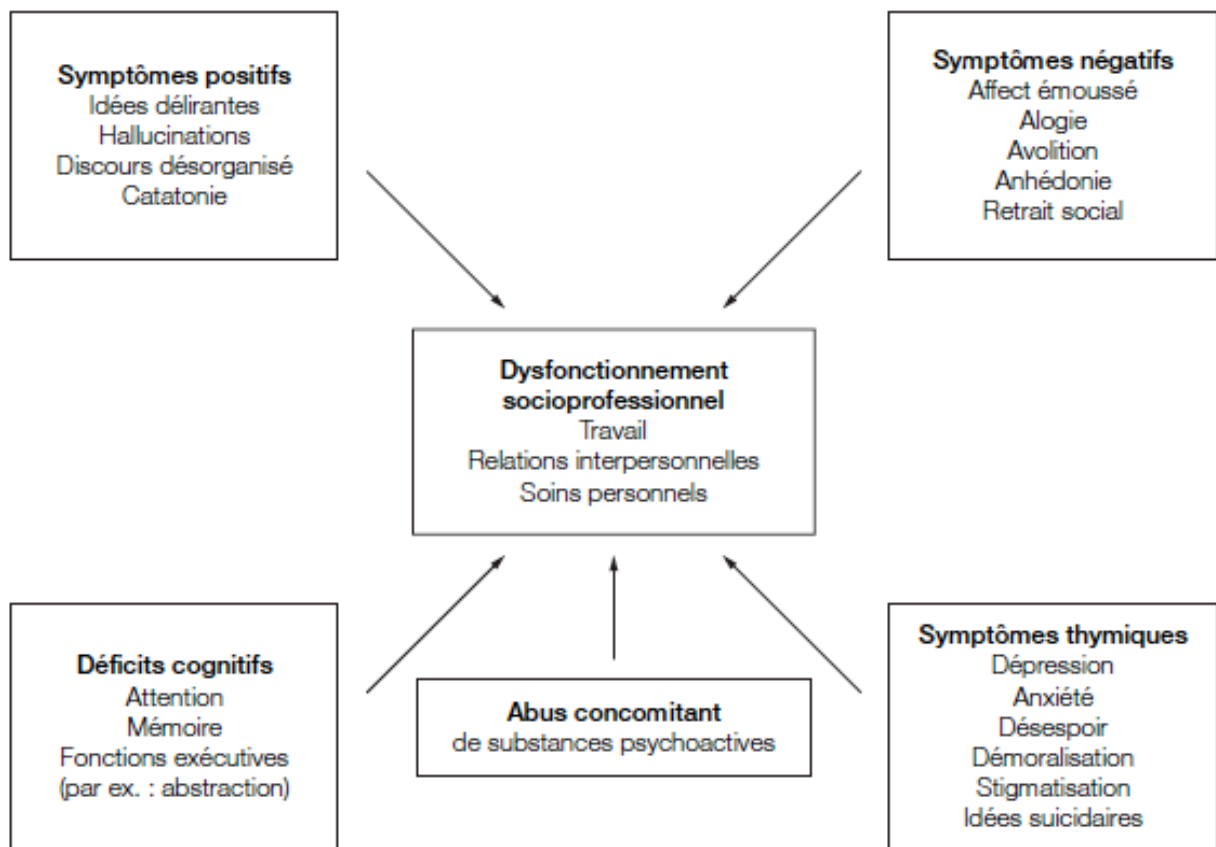 Symptômes positifs
Idées délirantes
Hallucinations
Discours désorganisé
Catatonie
Symptômes négatifs
Affect émoussé
Alogie
Avolition
Anhédonie
Retrait social
Dysfonctionnement
socioprofessionnel
Travail
Relations interpersonnelles
Soins personnels
Déficits cognitifs
Attention
Mémoire
Fonctions exécutives
(par ex. : abstraction)
Abus concomitant
de substances psychoactives
Symptômes thymiques
Dépression
Anxiété
Désespoir
Démoralisation
Stigmatisation
Idées suicidaires